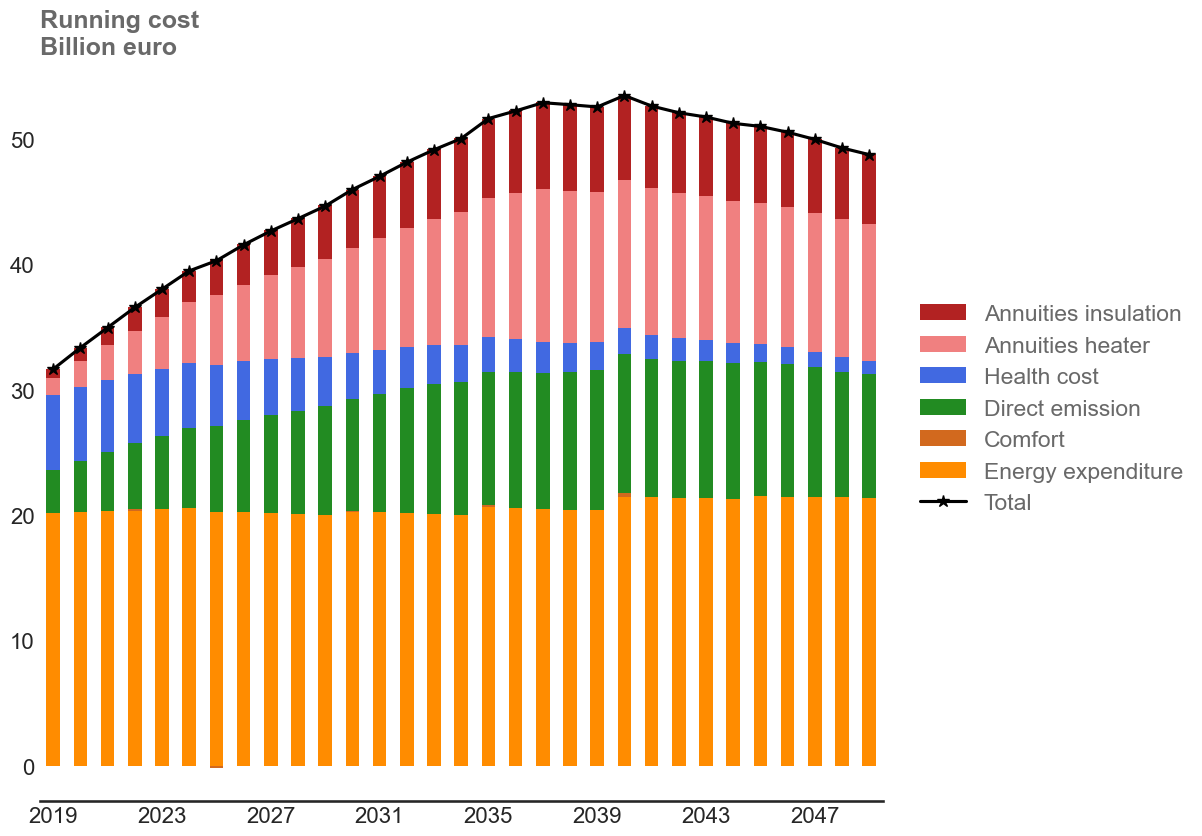 Running cost
Billion euro
50
40
30
20
10
0
2019 2023 2027 2031 2035 2039 2043 2047
Annuities insulation
Annuities heater
Health cost
Direct emission
Comfort
Energy expenditure
Total